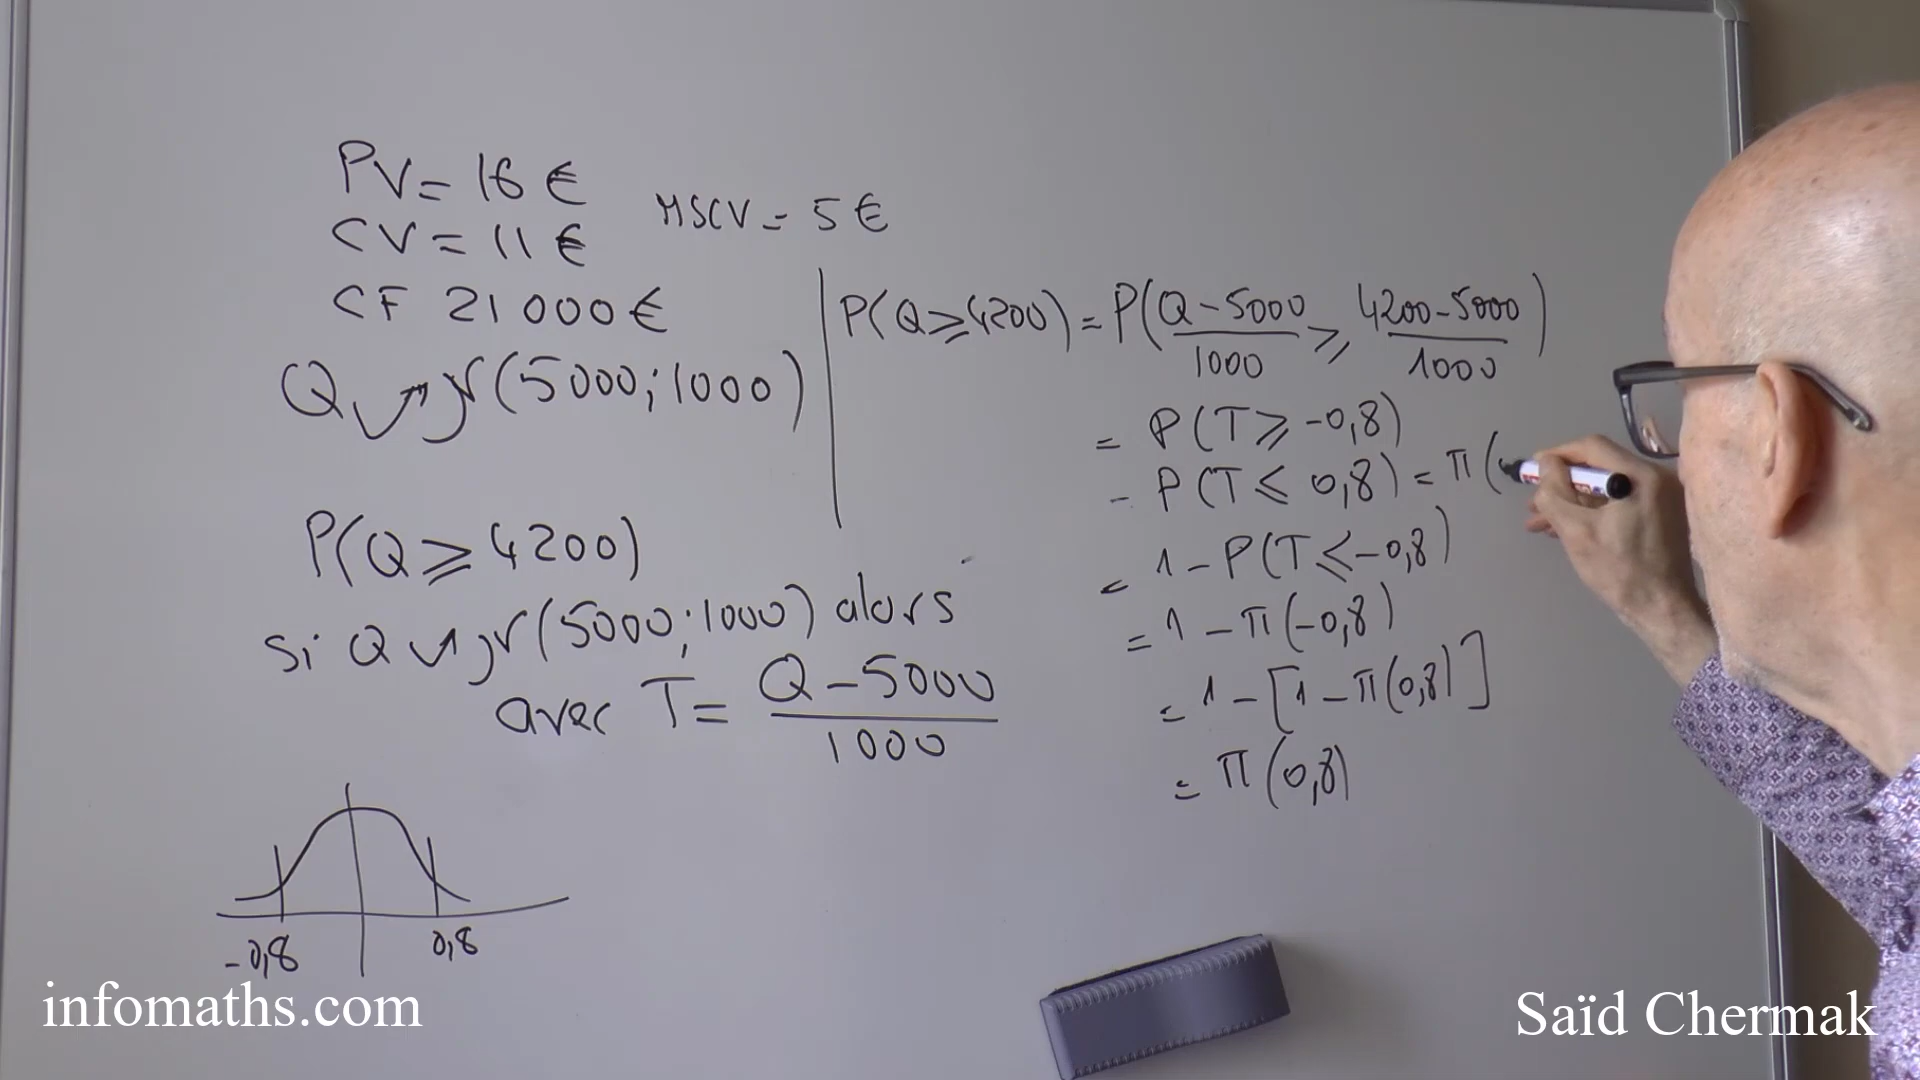 PV = 16 €
CV = 11 €
MSCV = 5 €
CF 21 000 €
Q ↝ N(5000; 1000)
P(Q ⩾ 4200)
si Q ↝ N(5000; 1000) alors
avec T = (Q - 5000) / 1000
-0,8
0,8
P(Q ⩾ 4200) = P((Q - 5000) / 1000 ⩾ (4200 - 5000) / 1000)
= P(T ⩾ -0,8)
- P(T ⩽ 0,8) = π(
= 1 - P(T ⩽ -0,8)
= 1 - π(-0,8)
= 1 - [1 - π(0,8)]
= π(0,8)
infomaths.com
Saïd Chermak